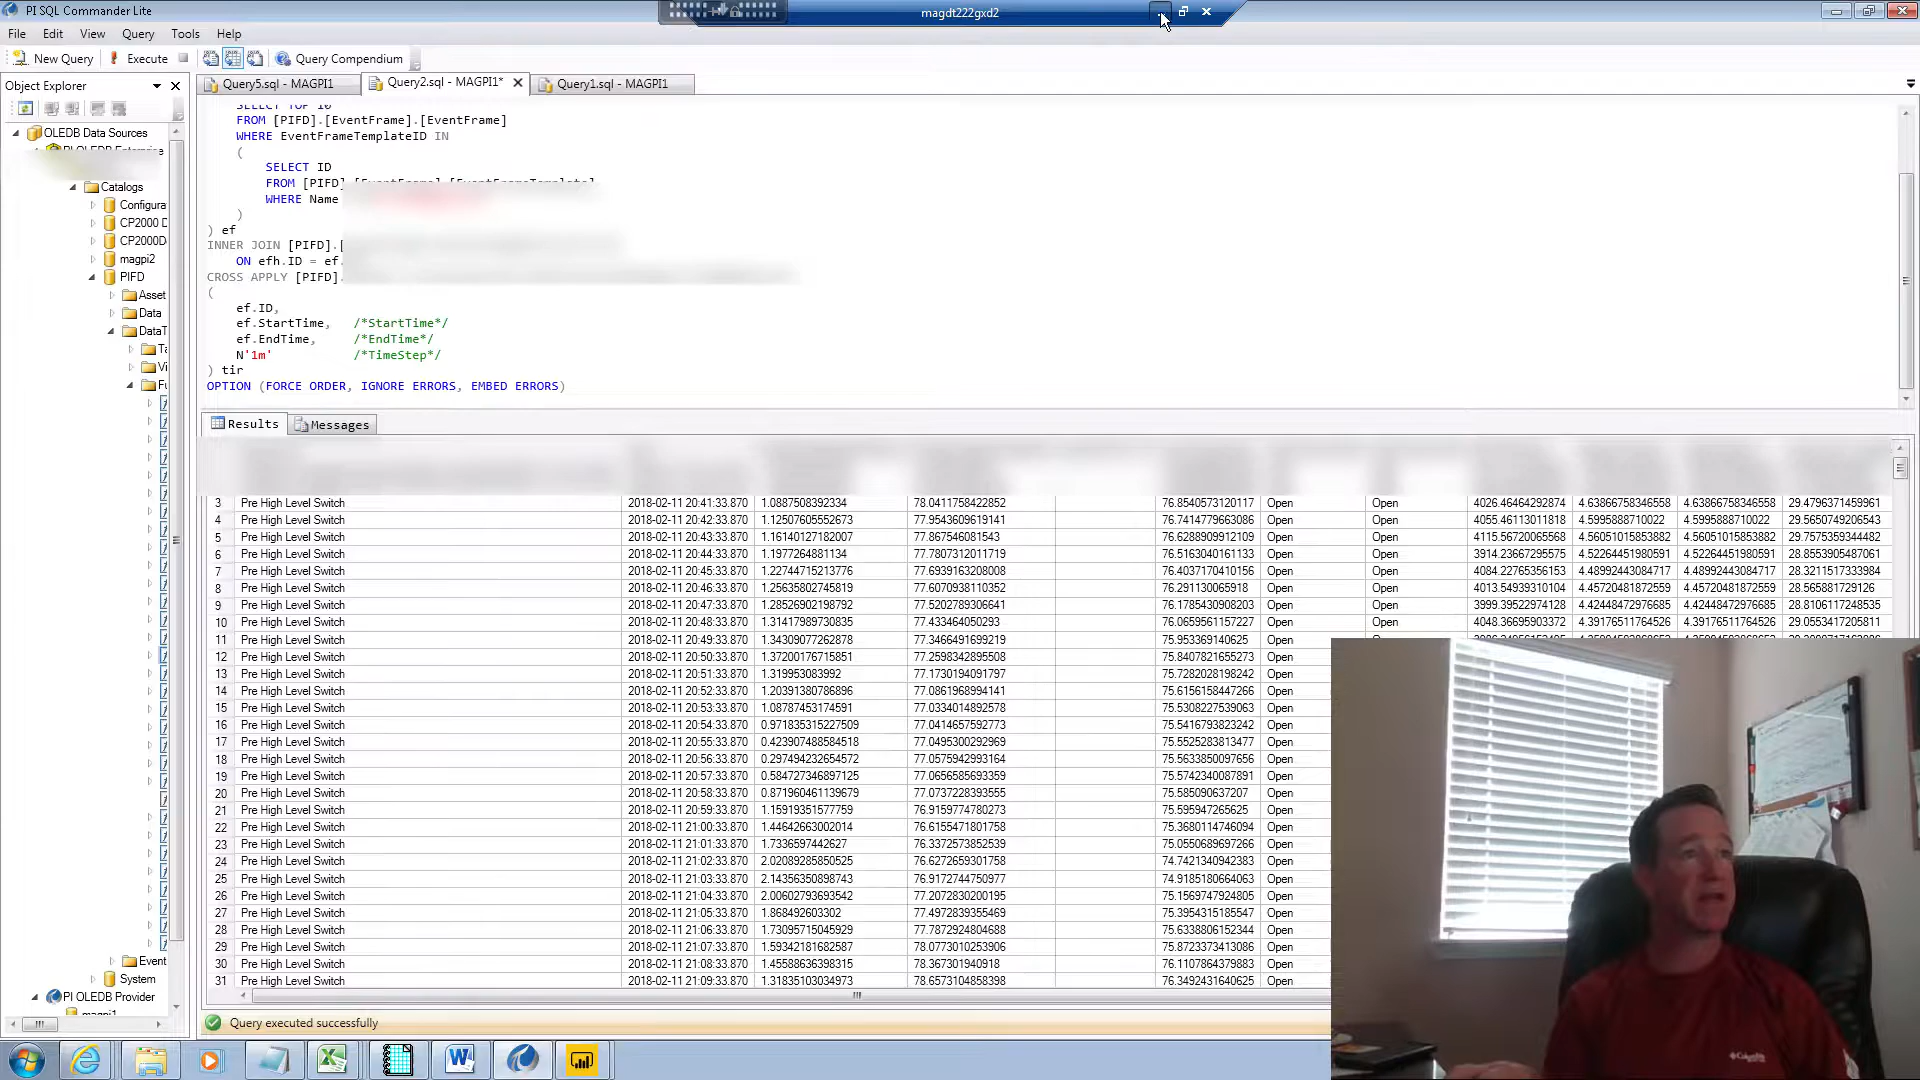 PI SQL Commander Lite
magdt222gxd2
File Edit View Query Tools Help
New Query Execute Query Compendium
Object Explorer
Query5.sql - MAGPI1 Query2.sql - MAGPI1* Query1.sql - MAGPI1
OLEDB Data Sources
PI OLEDB Enterprise
Catalogs
Configura
CP2000 D
CP2000D
magpi2
PIFD
Asset
Data
DataT
Ta
Vi
Fu
Event
System
PI OLEDB Provider
magpi1
SELECT TOP 10
FROM [PIFD].[EventFrame].[EventFrame]
WHERE EventFrameTemplateID IN
(
SELECT ID
FROM [PIFD].[EventFrame].[EventFrameTemplate]
WHERE Name
)
) ef
INNER JOIN [PIFD].[
ON efh.ID = ef.
CROSS APPLY [PIFD].
(
ef.ID,
ef.StartTime, /*StartTime*/
ef.EndTime, /*EndTime*/
N'1m' /*TimeStep*/
) tir
OPTION (FORCE ORDER, IGNORE ERRORS, EMBED ERRORS)
Results Messages
3 Pre High Level Switch 2018-02-11 20:41:33.870 1.0887508392334 78.0411758422852 76.8540573120117 Open Open 4026.46464292874 4.63866758346558 4.63866758346558 29.4796371459961
4 Pre High Level Switch 2018-02-11 20:42:33.870 1.12507605552673 77.9543609619141 76.7414779663086 Open Open 4055.46113011818 4.5995888710022 4.5995888710022 29.5650749206543
5 Pre High Level Switch 2018-02-11 20:43:33.870 1.16140127182007 77.867546081543 76.6288909912109 Open Open 4115.56720065568 4.56051015853882 4.56051015853882 29.7575359344482
6 Pre High Level Switch 2018-02-11 20:44:33.870 1.1977264881134 77.7807312011719 76.5163040161133 Open Open 3914.23667295575 4.52264451980591 4.52264451980591 28.8553905487061
7 Pre High Level Switch 2018-02-11 20:45:33.870 1.22744715213776 77.6939163208008 76.4037170410156 Open Open 4084.22765356153 4.48992443084717 4.48992443084717 28.3211517333984
8 Pre High Level Switch 2018-02-11 20:46:33.870 1.25635802745819 77.6070938110352 76.291130065918 Open Open 4013.54939310104 4.45720481872559 4.45720481872559 28.565881729126
9 Pre High Level Switch 2018-02-11 20:47:33.870 1.28526902198792 77.5202789306641 76.1785430908203 Open Open 3999.39522974128 4.42448472976685 4.42448472976685 28.8106117248535
10 Pre High Level Switch 2018-02-11 20:48:33.870 1.31417989730835 77.433464050293 76.0659561157227 Open Open 4048.36695903372 4.39176511764526 4.39176511764526 29.0553417205811
11 Pre High Level Switch 2018-02-11 20:49:33.870 1.34309077262878 77.3466491699219 75.953369140625 Open
12 Pre High Level Switch 2018-02-11 20:50:33.870 1.37200176715851 77.2598342895508 75.8407821655273 Open
13 Pre High Level Switch 2018-02-11 20:51:33.870 1.319953083992 77.1730194091797 75.7282028198242 Open
14 Pre High Level Switch 2018-02-11 20:52:33.870 1.20391380786896 77.0861968994141 75.6156158447266 Open
15 Pre High Level Switch 2018-02-11 20:53:33.870 1.08787453174591 77.0334014892578 75.5308227539063 Open
16 Pre High Level Switch 2018-02-11 20:54:33.870 0.971835315227509 77.0414657592773 75.5416793823242 Open
17 Pre High Level Switch 2018-02-11 20:55:33.870 0.423907488584518 77.0495300292969 75.5525283813477 Open
18 Pre High Level Switch 2018-02-11 20:56:33.870 0.297494232654572 77.0575942993164 75.5633850097656 Open
19 Pre High Level Switch 2018-02-11 20:57:33.870 0.584727346897125 77.0656585693359 75.5742340087891 Open
20 Pre High Level Switch 2018-02-11 20:58:33.870 0.871960461139679 77.0737228393555 75.585090637207 Open
21 Pre High Level Switch 2018-02-11 20:59:33.870 1.15919351577759 76.9159774780273 75.595947265625 Open
22 Pre High Level Switch 2018-02-11 21:00:33.870 1.44642663002014 76.6155471801758 75.3680114746094 Open
23 Pre High Level Switch 2018-02-11 21:01:33.870 1.7336597442627 76.3372573852539 75.0550689697266 Open
24 Pre High Level Switch 2018-02-11 21:02:33.870 2.02089285850525 76.6272659301758 74.7421340942383 Open
25 Pre High Level Switch 2018-02-11 21:03:33.870 2.14356350898743 76.9172744750977 74.9185180664063 Open
26 Pre High Level Switch 2018-02-11 21:04:33.870 2.00602793693542 77.2072830200195 75.1569747924805 Open
27 Pre High Level Switch 2018-02-11 21:05:33.870 1.868492603302 77.4972839355469 75.3954315185547 Open
28 Pre High Level Switch 2018-02-11 21:06:33.870 1.73095715045929 77.7872924804688 75.6338806152344 Open
29 Pre High Level Switch 2018-02-11 21:07:33.870 1.59342181682587 78.0773010253906 75.8723373413086 Open
30 Pre High Level Switch 2018-02-11 21:08:33.870 1.45588636398315 78.367301940918 76.1107864379883 Open
31 Pre High Level Switch 2018-02-11 21:09:33.870 1.31835103034973 78.6573104858398 76.3492431640625 Open
Query executed successfully
Columbia